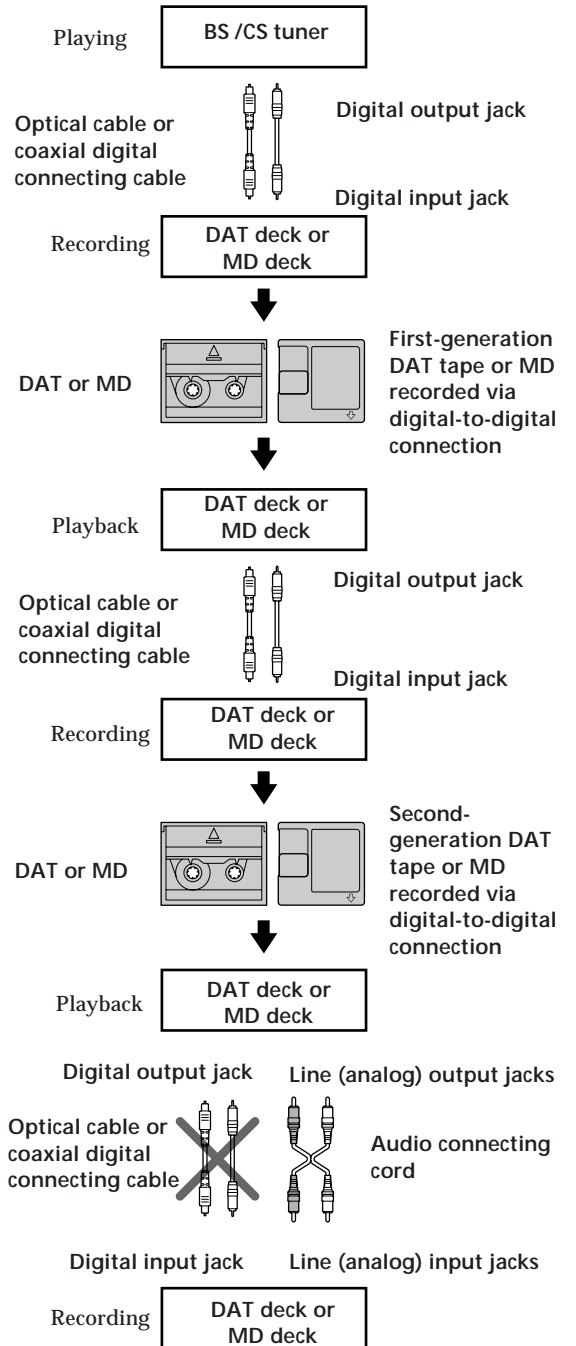 Playing
BS /CS tuner
Optical cable or
coaxial digital
connecting cable
Digital output jack
Digital input jack
Recording
DAT deck or
MD deck
DAT or MD
First-generation
DAT tape or MD
recorded via
digital-to-digital
connection
Playback
DAT deck or
MD deck
Optical cable or
coaxial digital
connecting cable
Digital output jack
Digital input jack
Recording
DAT deck or
MD deck
DAT or MD
Second-
generation DAT
tape or MD
recorded via
digital-to-digital
connection
Playback
DAT deck or
MD deck
Digital output jack
Line (analog) output jacks
Optical cable or
coaxial digital
connecting cable
Audio connecting
cord
Digital input jack
Line (analog) input jacks
Recording
DAT deck or
MD deck